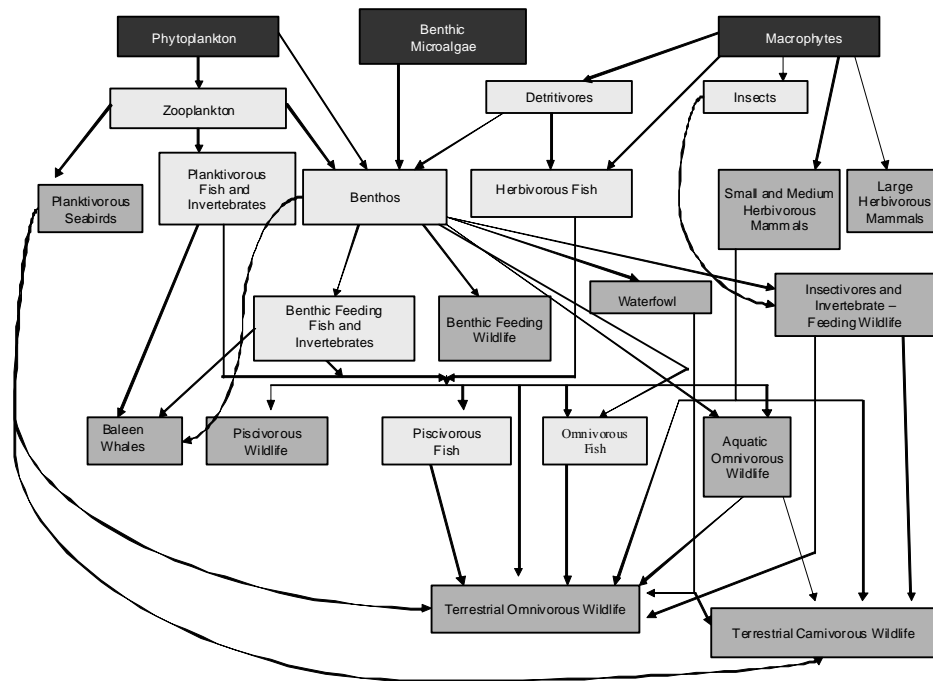 Phytoplankton
Benthic
Microalgae
Macrophytes
Zooplankton
Detritivores
Insects
Planktivorous
Seabirds
Planktivorous
Fish and
Invertebrates
Benthos
Herbivorous Fish
Small and Medium
Herbivorous
Mammals
Large
Herbivorous
Mammals
Benthic Feeding
Fish and
Invertebrates
Benthic Feeding
Wildlife
Waterfowl
Insectivores and
Invertebrate –
Feeding Wildlife
Baleen
Whales
Piscivorous
Wildlife
Piscivorous
Fish
Omnivorous
Fish
Aquatic
Omnivorous
Wildlife
Terrestrial Omnivorous Wildlife
Terrestrial Carnivorous Wildlife